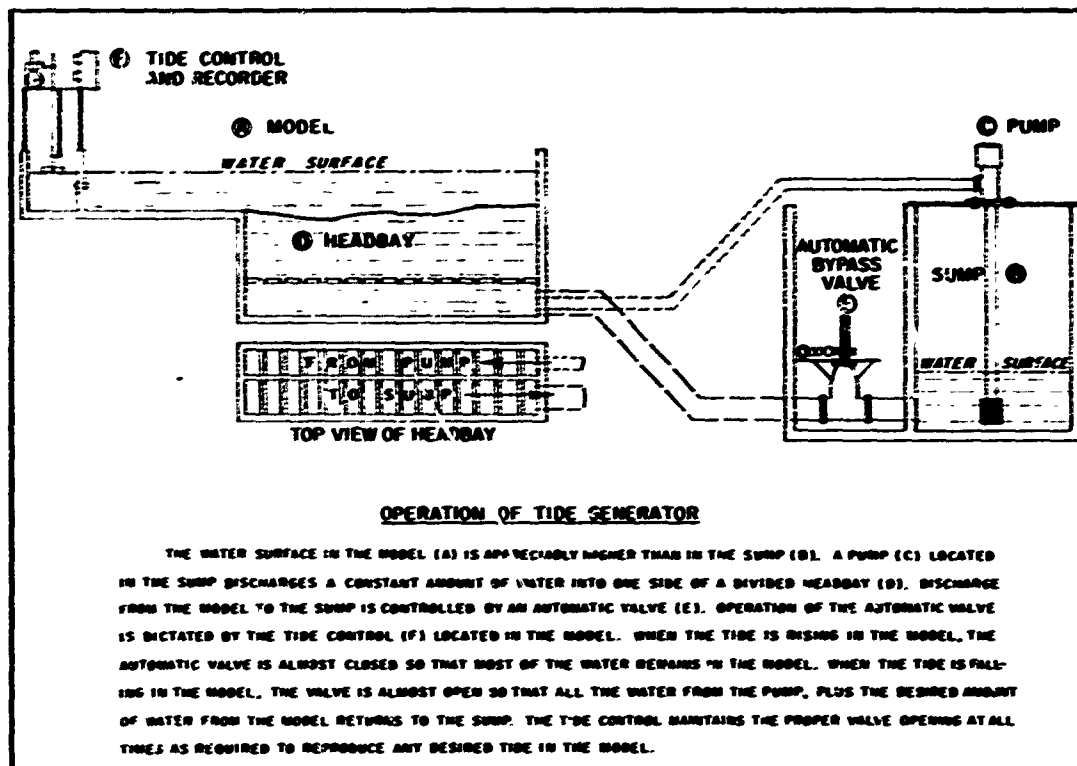 Ⓕ TIDE CONTROL
AND RECORDER
Ⓐ MODEL
WATER SURFACE
Ⓒ PUMP
Ⓓ HEADBAY
AUTOMATIC
BYPASS
VALVE
Ⓔ
SUMP Ⓑ
WATER SURFACE
FROM PUMP
TO SUMP
TOP VIEW OF HEADBAY
OPERATION OF TIDE GENERATOR
THE WATER SURFACE IN THE MODEL (A) IS APPRECIABLY HIGHER THAN IN THE SUMP (B). A PUMP (C) LOCATED
IN THE SUMP DISCHARGES A CONSTANT AMOUNT OF WATER INTO ONE SIDE OF A DIVIDED HEADBAY (D). DISCHARGE
FROM THE MODEL TO THE SUMP IS CONTROLLED BY AN AUTOMATIC VALVE (E). OPERATION OF THE AUTOMATIC VALVE
IS DICTATED BY THE TIDE CONTROL (F) LOCATED IN THE MODEL. WHEN THE TIDE IS RISING IN THE MODEL, THE
AUTOMATIC VALVE IS ALMOST CLOSED SO THAT MOST OF THE WATER REMAINS IN THE MODEL. WHEN THE TIDE IS FALL-
ING IN THE MODEL, THE VALVE IS ALMOST OPEN SO THAT ALL THE WATER FROM THE PUMP, PLUS THE DESIRED AMOUNT
OF WATER FROM THE MODEL RETURNS TO THE SUMP. THE TIDE CONTROL MAINTAINS THE PROPER VALVE OPENING AT ALL
TIMES AS REQUIRED TO REPRODUCE ANY DESIRED TIDE IN THE MODEL.